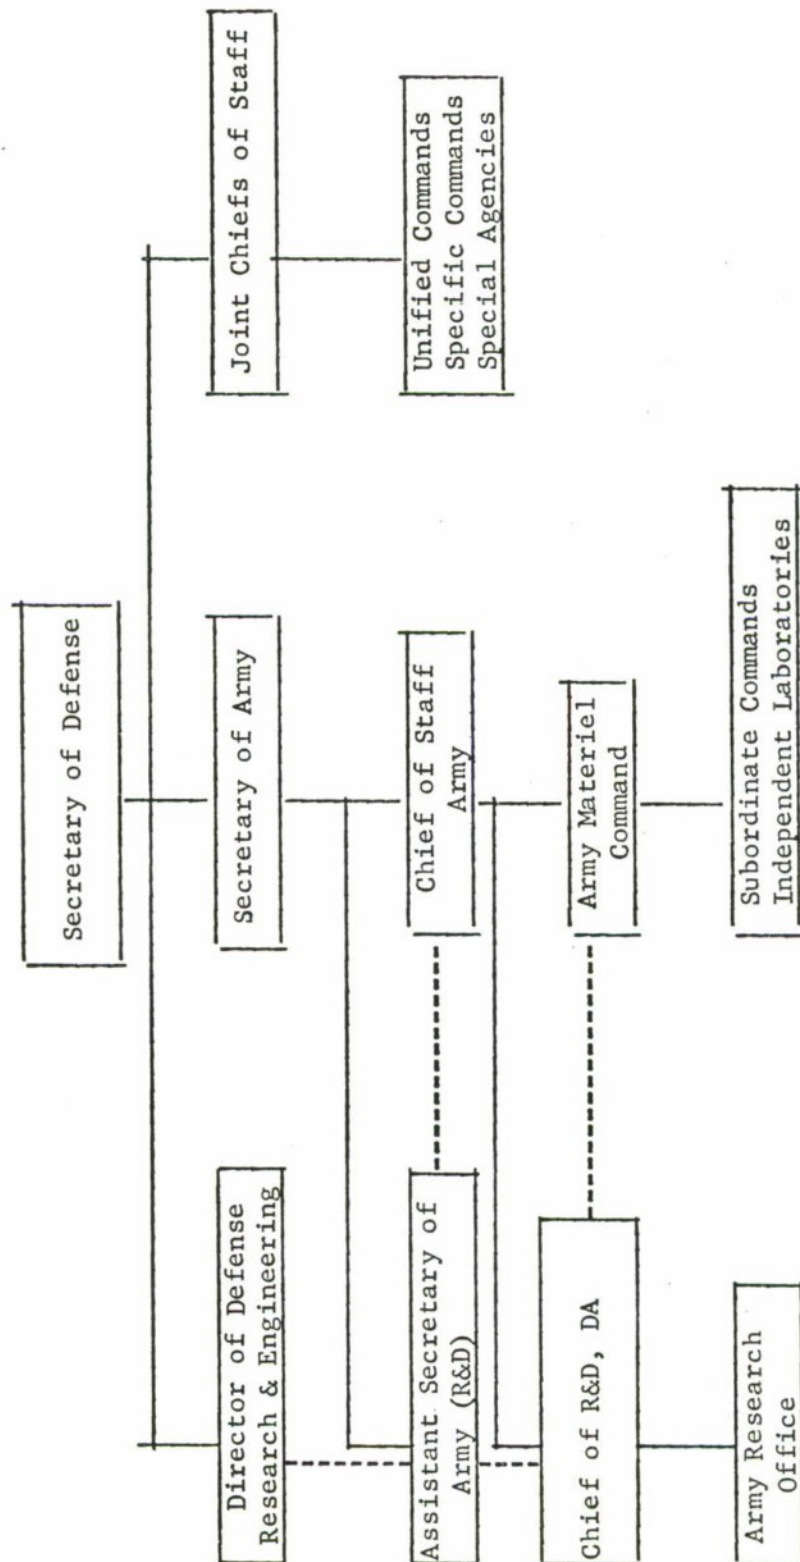 Secretary of Defense
Director of Defense
Research & Engineering
Secretary of Army
Joint Chiefs of Staff
Assistant Secretary of
Army (R&D)
Chief of Staff
Army
Unified Commands
Specific Commands
Special Agencies
Chief of R&D, DA
Army Materiel
Command
Army Research
Office
Subordinate Commands
Independent Laboratories